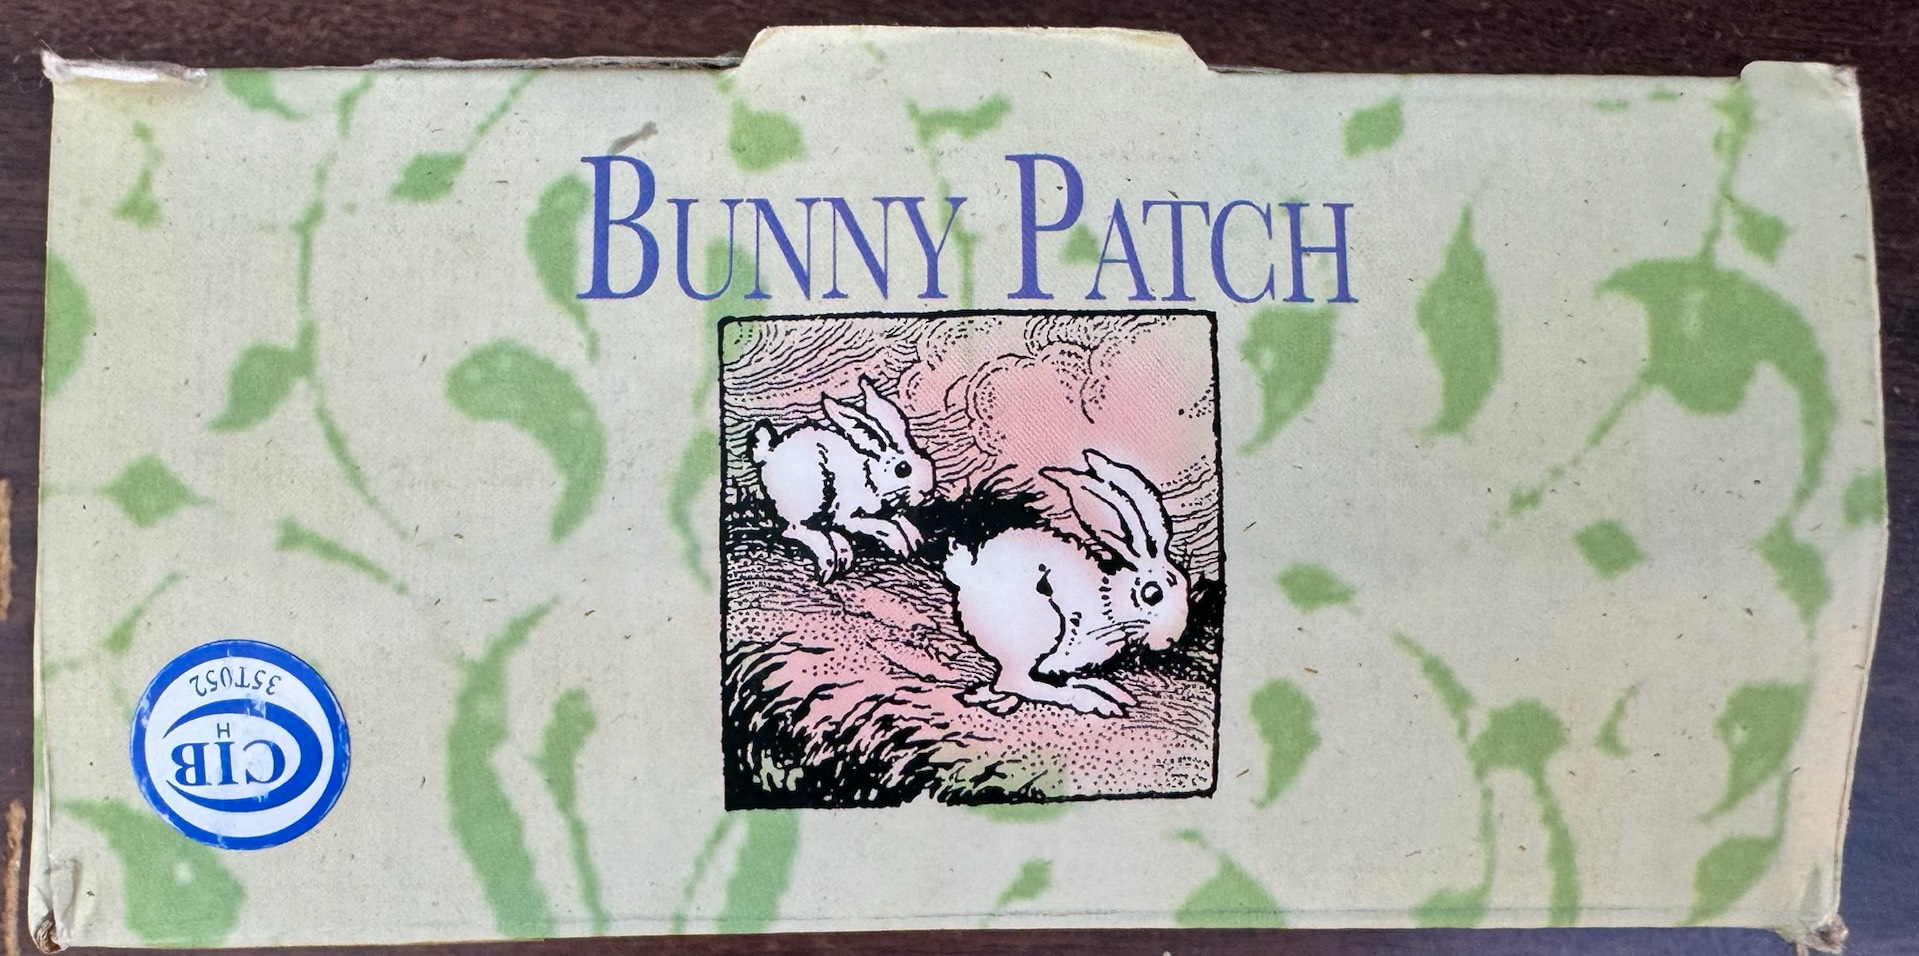 BUNNY PATCH
35T052
H
CIB